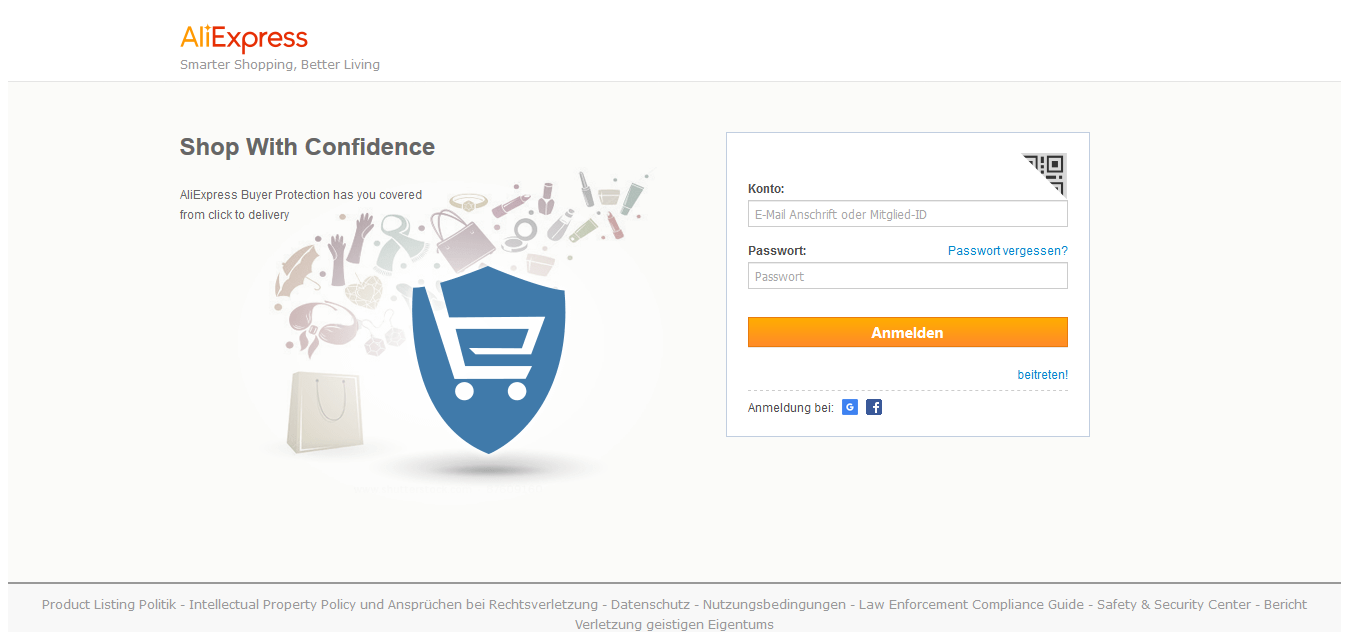 AliExpress
Smarter Shopping, Better Living
Shop With Confidence
AliExpress Buyer Protection has you covered
from click to delivery
Konto:
E-Mail Anschrift oder Mitglied-ID
Passwort: Passwort vergessen?
Passwort
Anmelden
beitreten!
Anmeldung bei: G f
Product Listing Politik - Intellectual Property Policy und Ansprüchen bei Rechtsverletzung - Datenschutz - Nutzungsbedingungen - Law Enforcement Compliance Guide - Safety & Security Center - Bericht
Verletzung geistigen Eigentums